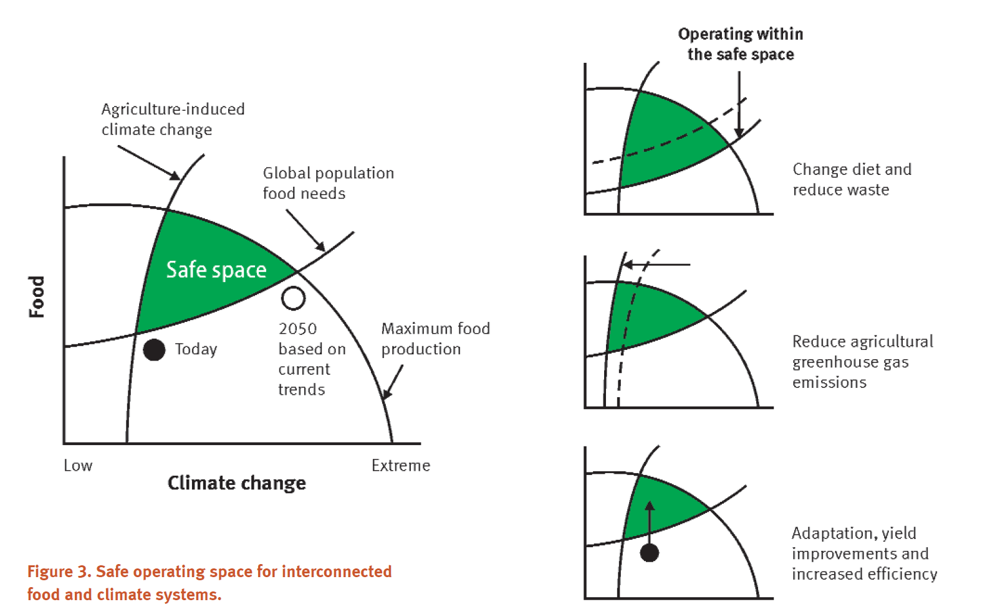 Agriculture-induced
climate change
Global population
food needs
Safe space
Food
Today
2050
based on
current
trends
Maximum food
production
Low
Extreme
Climate change
Figure 3. Safe operating space for interconnected
food and climate systems.
Operating within
the safe space
Change diet and
reduce waste
Reduce agricultural
greenhouse gas
emissions
Adaptation, yield
improvements and
increased efficiency